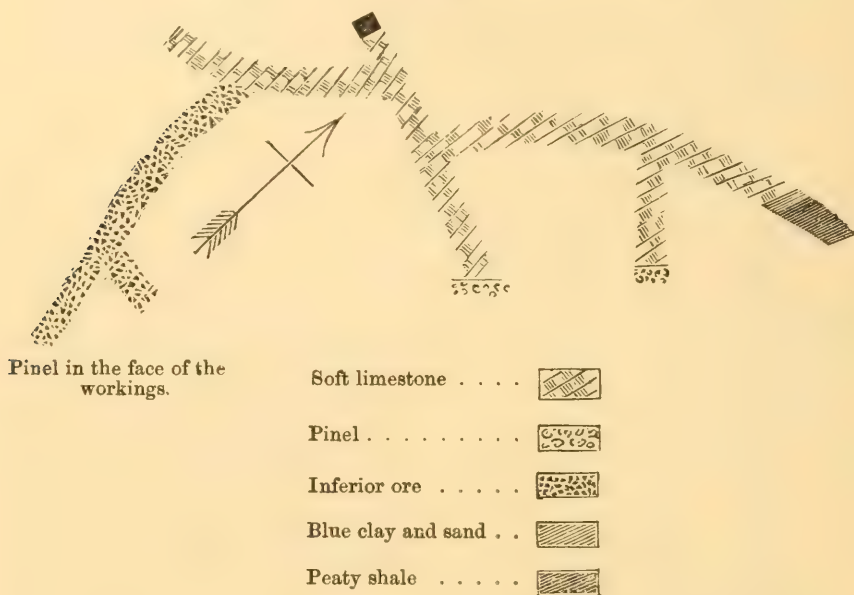 Pinel in the face of the
workings.
Soft limestone . . . .
Pinel . . . . . . . . .
Inferior ore . . . . .
Blue clay and sand . .
Peaty shale . . . . .